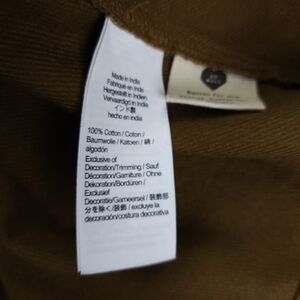 Made in India
Fabriqué en Inde
Hergestellt in Indien
Vervaardigd in India
インド製
hecho en India
100% Cotton / Coton /
Baumwolle / Katoen / 綿 /
algodón
Exclusive of
Decoration/Trimming / Sauf
Décoration/Garniture / Ohne
Dekoration/Bordüren /
Exclusief
Decoratie/Garneersel / 装飾部
分を除く/装飾 / excluye la
decoración/costura decorativa